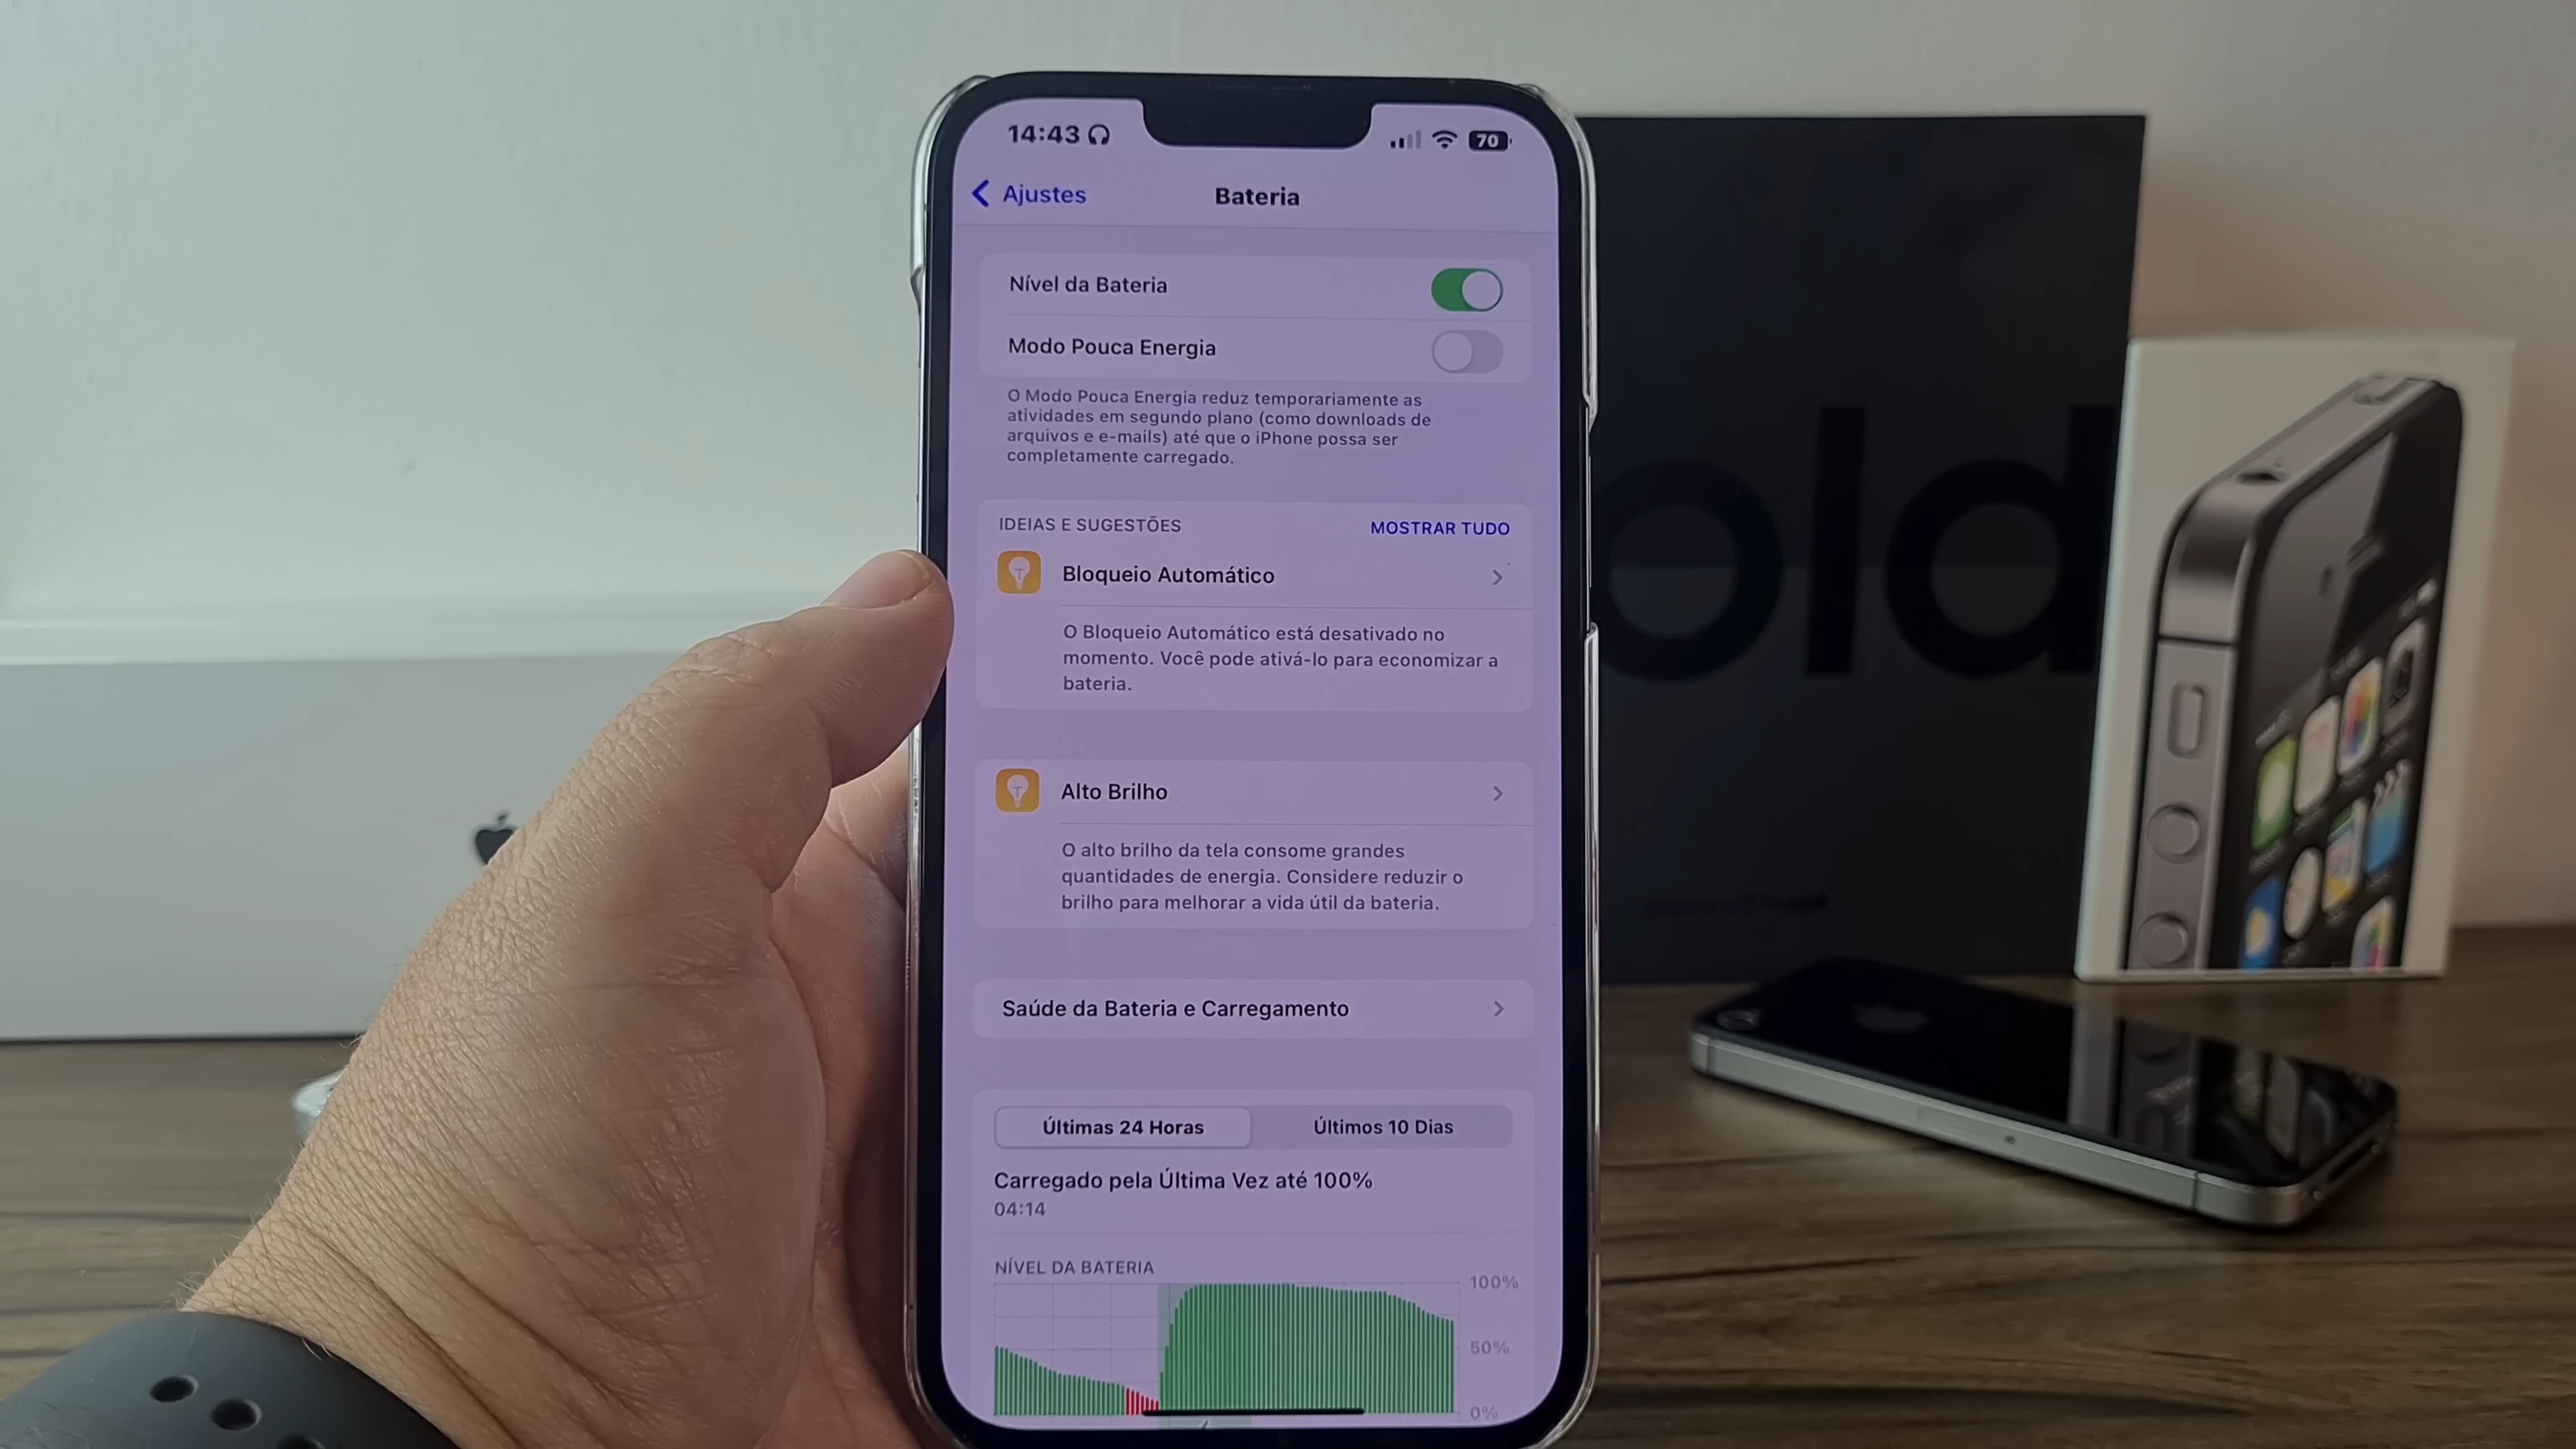 14:43
70
Ajustes
Bateria
Nível da Bateria
Modo Pouca Energia
O Modo Pouca Energia reduz temporariamente as
atividades em segundo plano (como downloads de
arquivos e e-mails) até que o iPhone possa ser
completamente carregado.
IDEIAS E SUGESTÕES
MOSTRAR TUDO
Bloqueio Automático
O Bloqueio Automático está desativado no
momento. Você pode ativá-lo para economizar a
bateria.
Alto Brilho
O alto brilho da tela consome grandes
quantidades de energia. Considere reduzir o
brilho para melhorar a vida útil da bateria.
Saúde da Bateria e Carregamento
Últimas 24 Horas
Últimos 10 Dias
Carregado pela Última Vez até 100%
04:14
NÍVEL DA BATERIA
100%
50%
0%
old